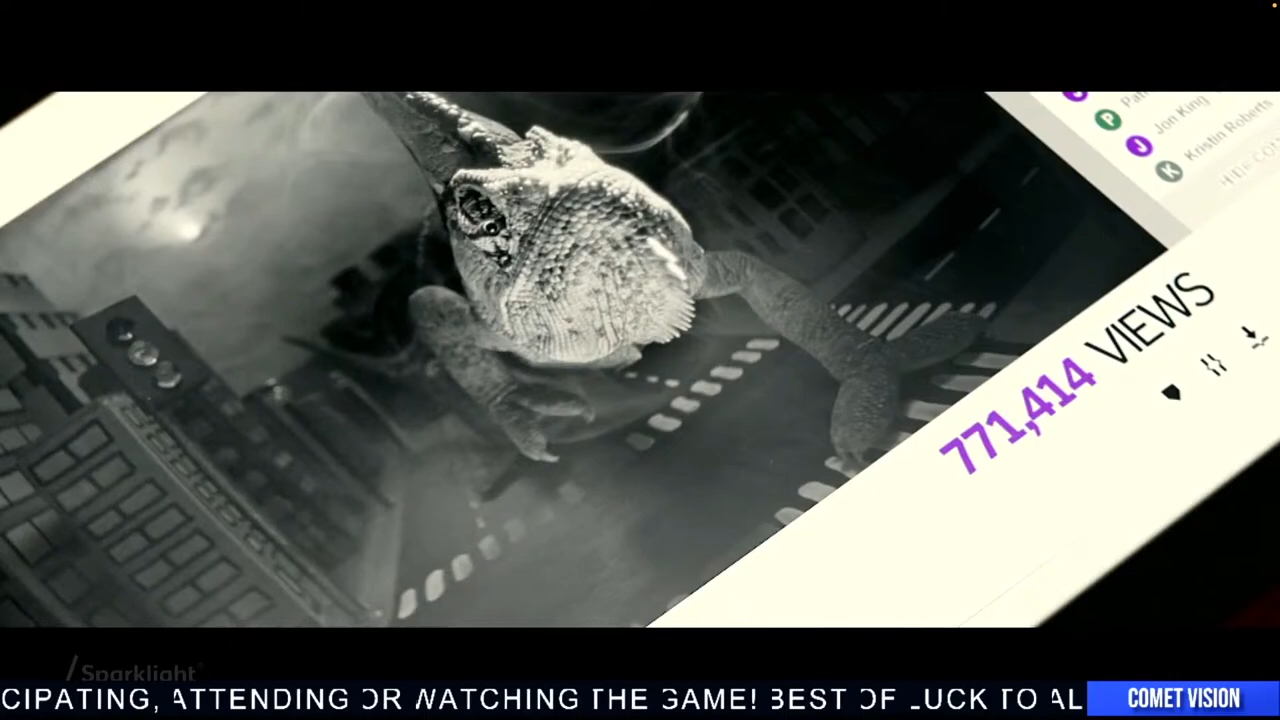 P Pa
J Jon King
K Kristin Roberts
771,414 VIEWS
/Sparklight
CIPATING, ATTENDING OR WATCHING THE GAME! BEST OF LUCK TO AL
COMET VISION